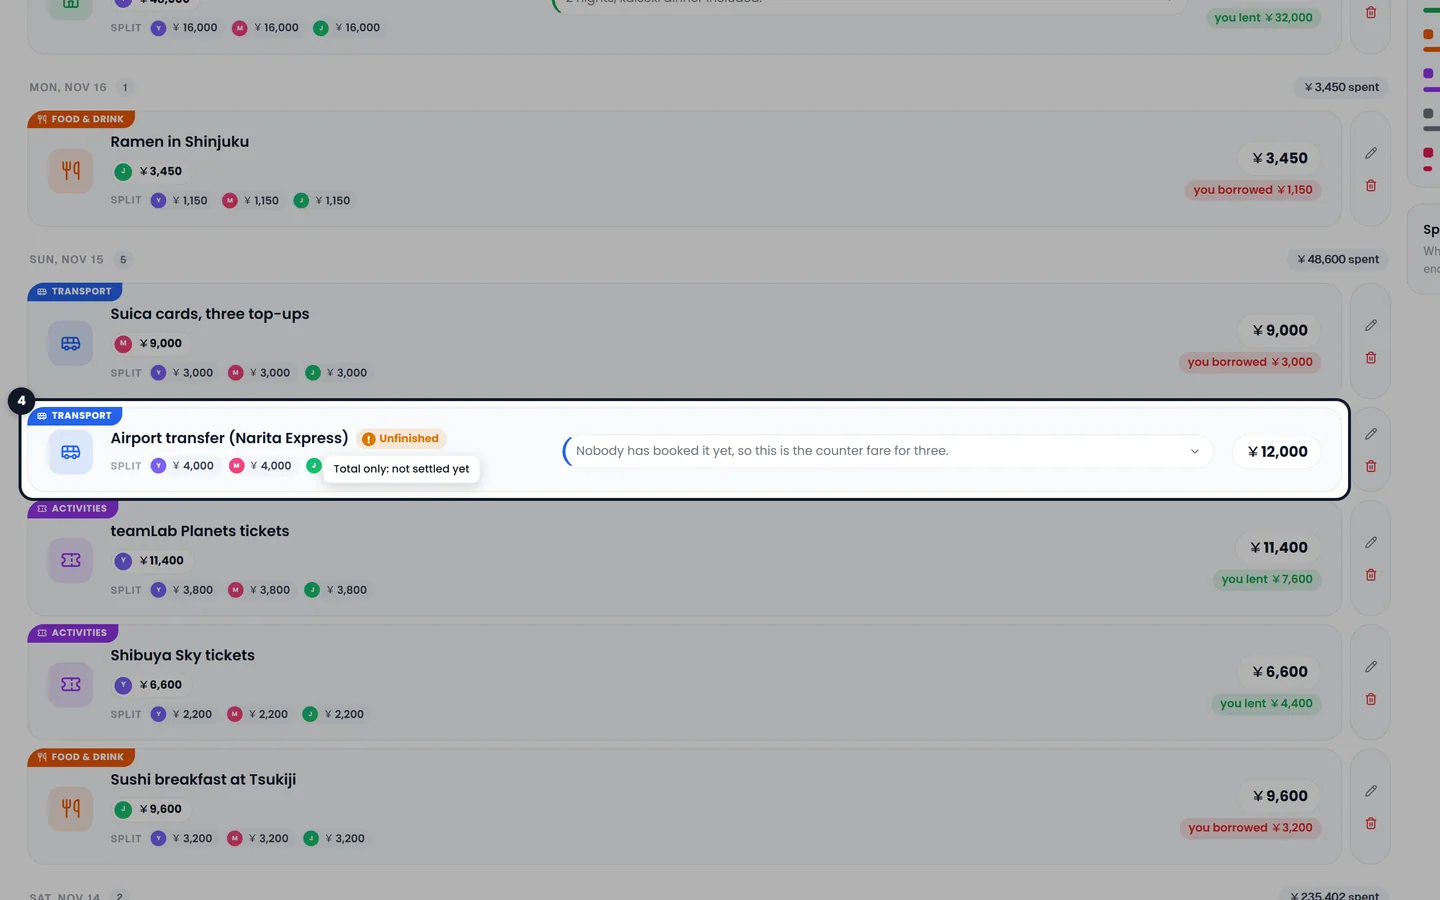 SPLIT Y ¥ 16,000 M ¥ 16,000 J ¥ 16,000
you lent ¥ 32,000
MON, NOV 16 1
¥ 3,450 spent
FOOD & DRINK
Ramen in Shinjuku
J ¥ 3,450
SPLIT Y ¥ 1,150 M ¥ 1,150 J ¥ 1,150
¥ 3,450
you borrowed ¥ 1,150
SUN, NOV 15 5
¥ 48,600 spent
TRANSPORT
Suica cards, three top-ups
M ¥ 9,000
SPLIT Y ¥ 3,000 M ¥ 3,000 J ¥ 3,000
¥ 9,000
you borrowed ¥ 3,000
4
TRANSPORT
Airport transfer (Narita Express) ! Unfinished
SPLIT Y ¥ 4,000 M ¥ 4,000 J
Total only: not settled yet
Nobody has booked it yet, so this is the counter fare for three.
¥ 12,000
ACTIVITIES
teamLab Planets tickets
Y ¥ 11,400
SPLIT Y ¥ 3,800 M ¥ 3,800 J ¥ 3,800
¥ 11,400
you lent ¥ 7,600
ACTIVITIES
Shibuya Sky tickets
Y ¥ 6,600
SPLIT Y ¥ 2,200 M ¥ 2,200 J ¥ 2,200
¥ 6,600
you lent ¥ 4,400
FOOD & DRINK
Sushi breakfast at Tsukiji
J ¥ 9,600
SPLIT Y ¥ 3,200 M ¥ 3,200 J ¥ 3,200
¥ 9,600
you borrowed ¥ 3,200
SAT, NOV 14 2
¥ 235,402 spent